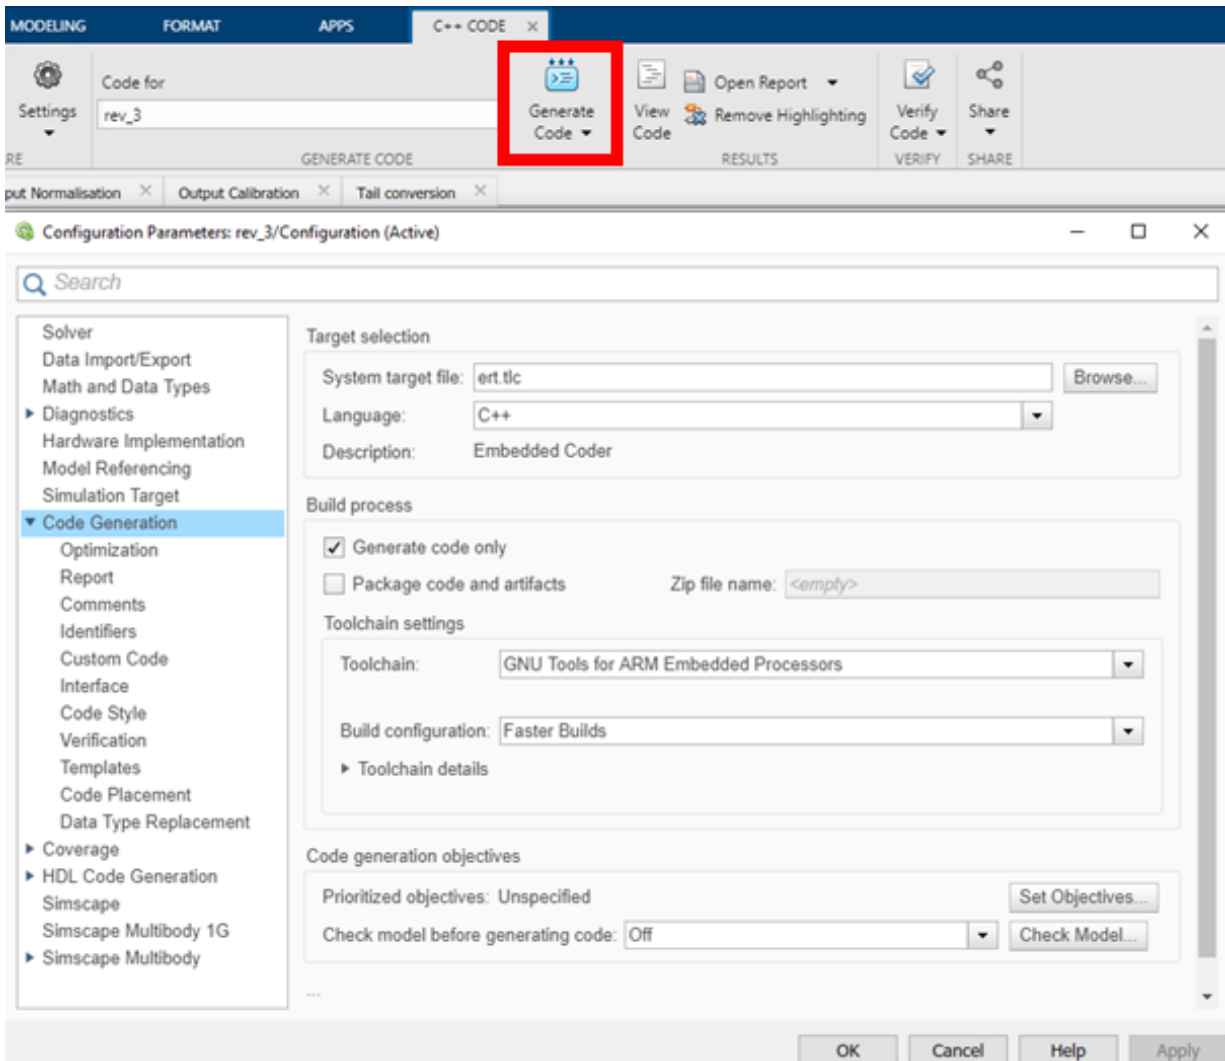 MODELING FORMAT APPS C++ CODE
Code for
Settings
rev_3
Generate Code
View Code
Open Report
Remove Highlighting
Verify Code
Share
RE GENERATE CODE RESULTS VERIFY SHARE
put Normalisation Output Calibration Tail conversion
Configuration Parameters: rev_3/Configuration (Active)
Search
Solver
Data Import/Export
Math and Data Types
Diagnostics
Hardware Implementation
Model Referencing
Simulation Target
Code Generation
Optimization
Report
Comments
Identifiers
Custom Code
Interface
Code Style
Verification
Templates
Code Placement
Data Type Replacement
Coverage
HDL Code Generation
Simscape
Simscape Multibody 1G
Simscape Multibody
Target selection
System target file: ert.tlc Browse...
Language: C++
Description: Embedded Coder
Build process
Generate code only
Package code and artifacts Zip file name: <empty>
Toolchain settings
Toolchain: GNU Tools for ARM Embedded Processors
Build configuration: Faster Builds
Toolchain details
Code generation objectives
Prioritized objectives: Unspecified Set Objectives...
Check model before generating code: Off Check Model...
...
OK Cancel Help Apply